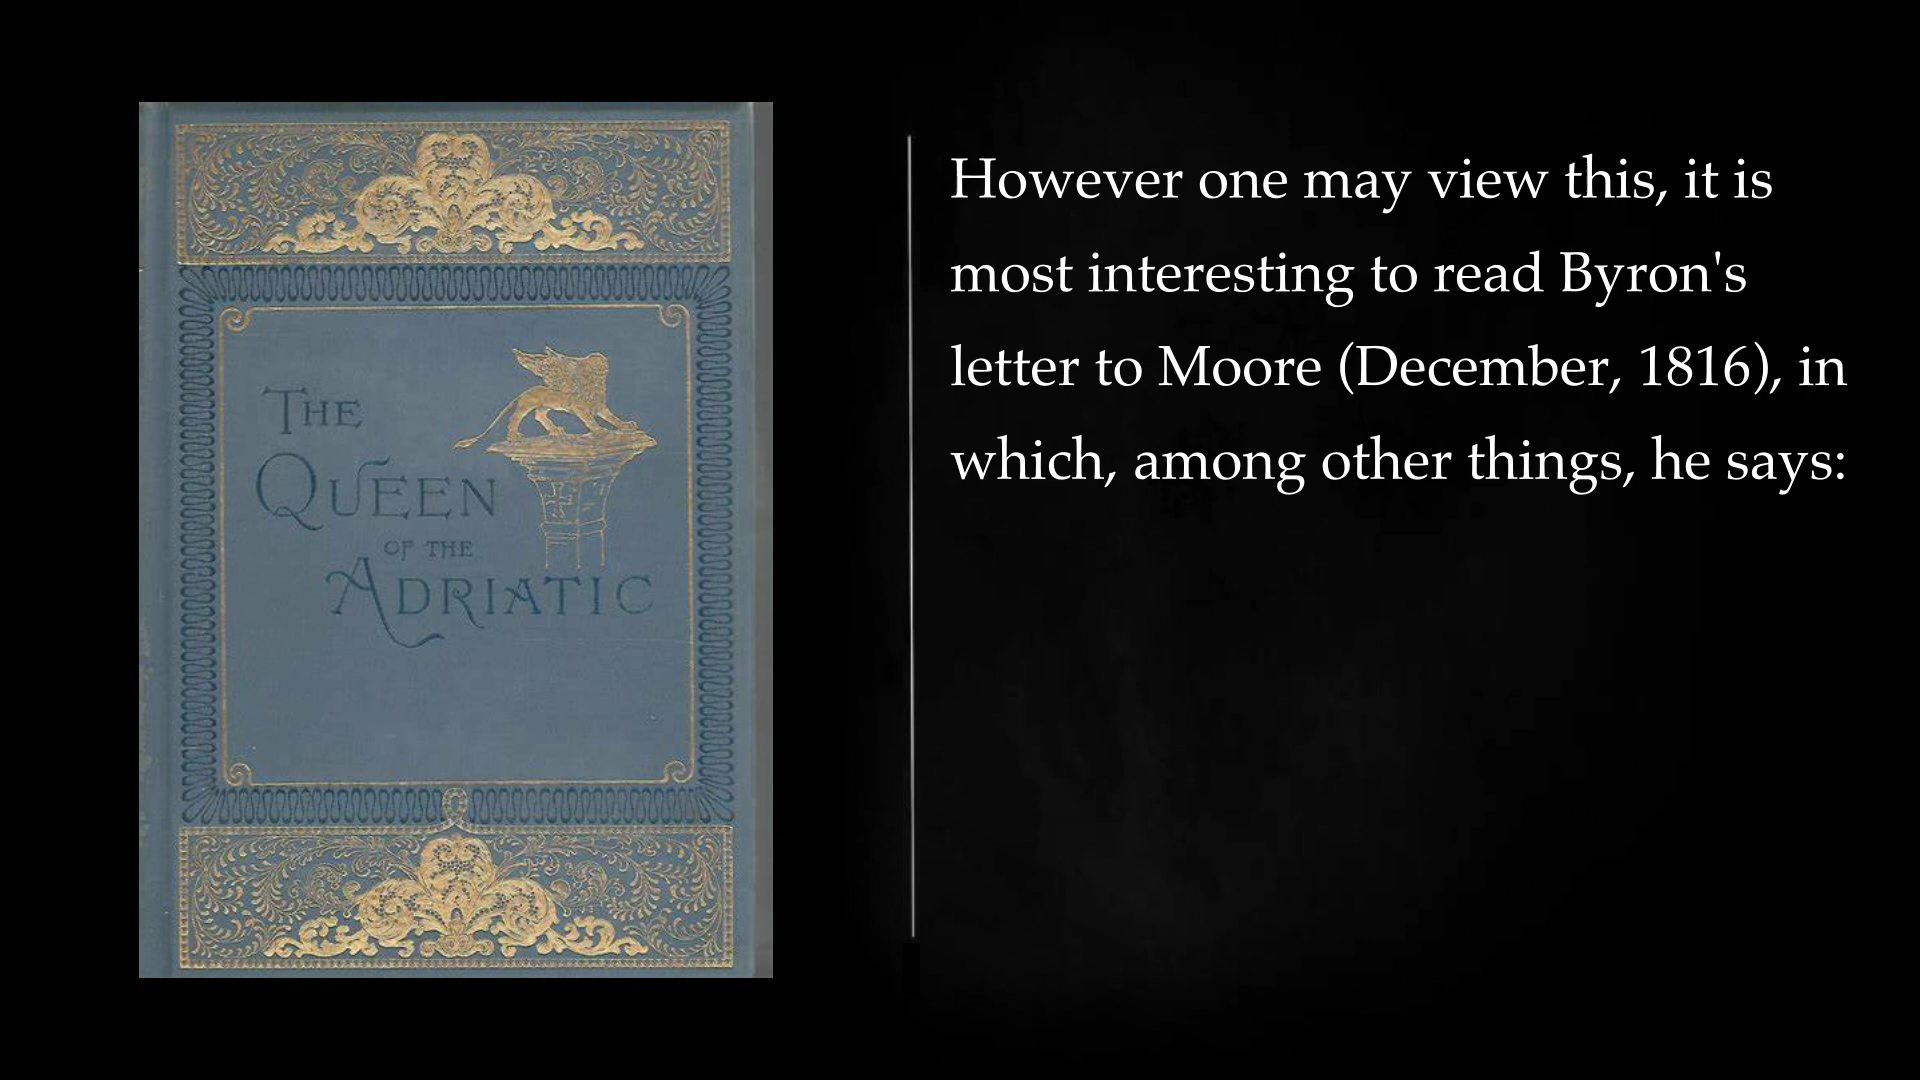 THE
QUEEN
OF THE
ADRIATIC
However one may view this, it is
most interesting to read Byron's
letter to Moore (December, 1816), in
which, among other things, he says: